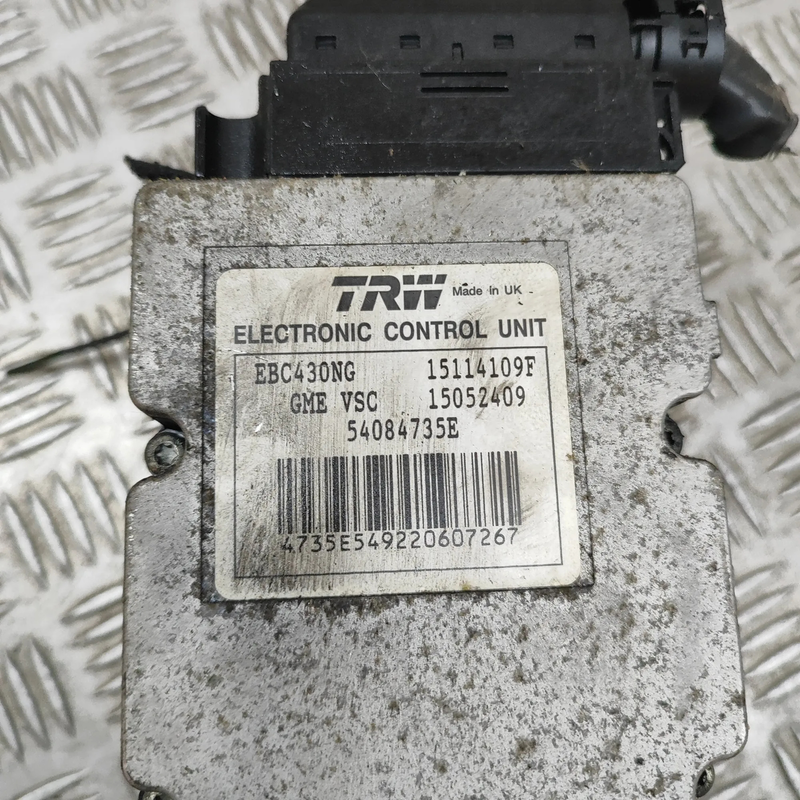 TRW Made in UK
ELECTRONIC CONTROL UNIT
EBC430NG 15114109F
GME VSC 15052409
54084735E
4735E549220607267